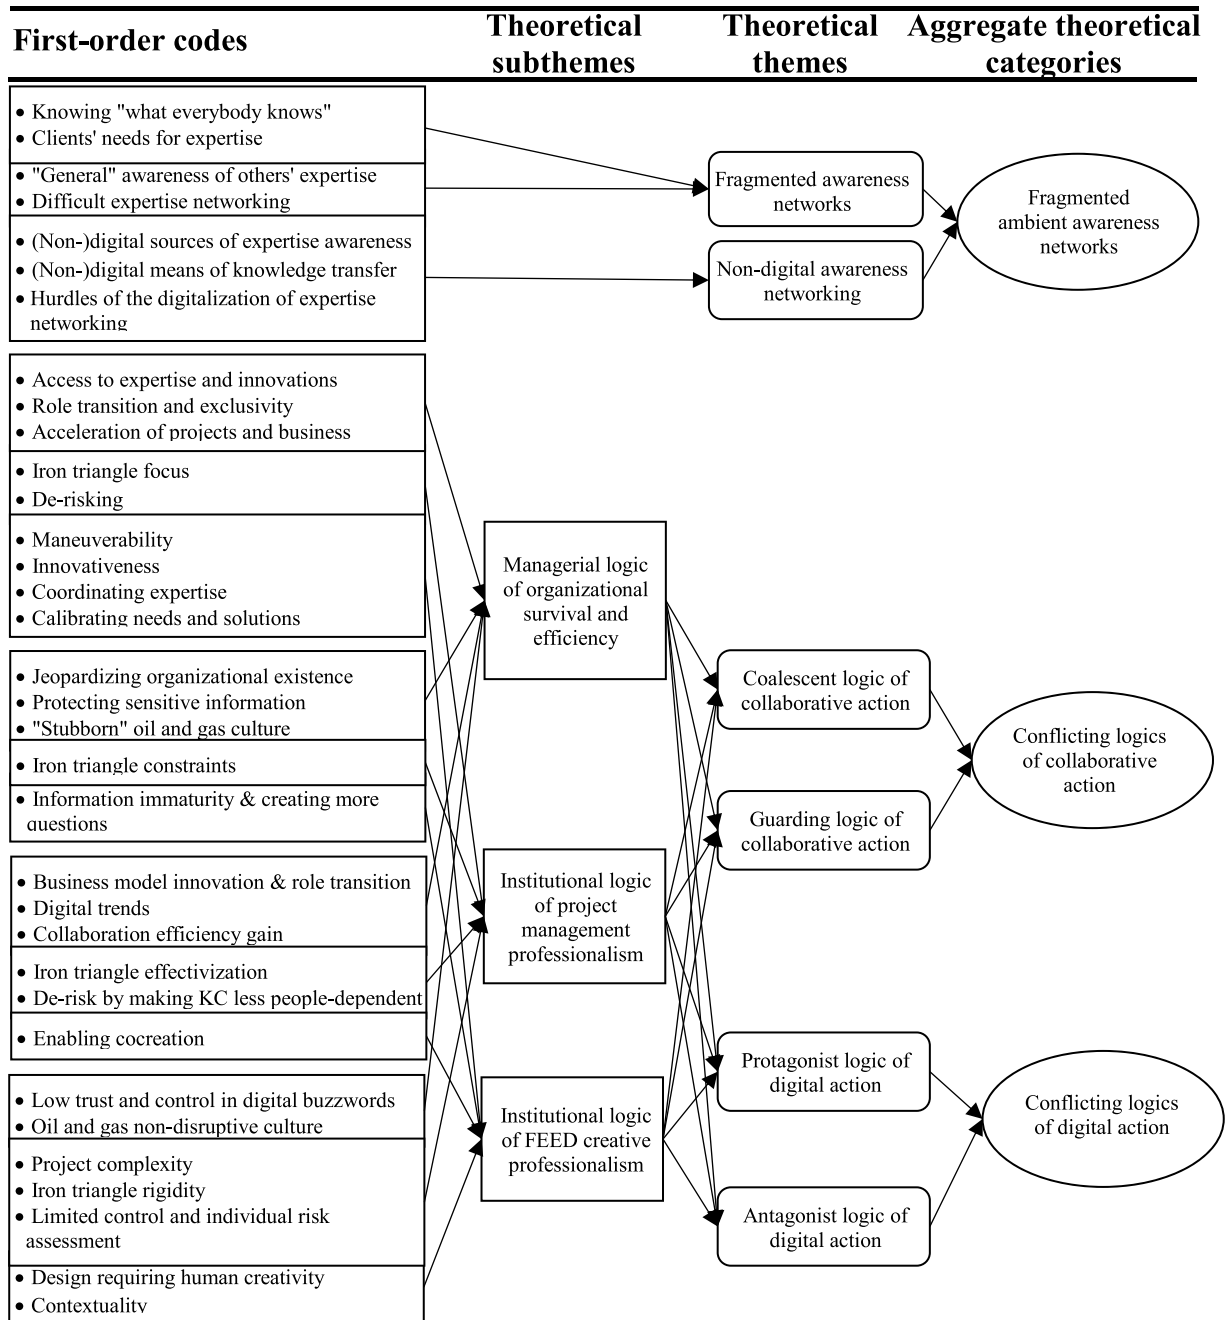 First-order codes
Theoretical
subthemes
Theoretical
themes
Aggregate theoretical
categories
• Knowing "what everybody knows"
• Clients' needs for expertise
• "General" awareness of others' expertise
• Difficult expertise networking
• (Non-)digital sources of expertise awareness
• (Non-)digital means of knowledge transfer
• Hurdles of the digitalization of expertise
networking
Fragmented awareness
networks
Non-digital awareness
networking
Fragmented
ambient awareness
networks
• Access to expertise and innovations
• Role transition and exclusivity
• Acceleration of projects and business
• Iron triangle focus
• De-risking
• Maneuverability
• Innovativeness
• Coordinating expertise
• Calibrating needs and solutions
• Jeopardizing organizational existence
• Protecting sensitive information
• "Stubborn" oil and gas culture
• Iron triangle constraints
• Information immaturity & creating more
questions
• Business model innovation & role transition
• Digital trends
• Collaboration efficiency gain
• Iron triangle effectivization
• De-risk by making KC less people-dependent
• Enabling cocreation
• Low trust and control in digital buzzwords
• Oil and gas non-disruptive culture
• Project complexity
• Iron triangle rigidity
• Limited control and individual risk
assessment
• Design requiring human creativity
• Contextuality
Managerial logic
of organizational
survival and
efficiency
Institutional logic
of project
management
professionalism
Institutional logic
of FEED creative
professionalism
Coalescent logic of
collaborative action
Guarding logic of
collaborative action
Protagonist logic of
digital action
Antagonist logic of
digital action
Conflicting logics
of collaborative
action
Conflicting logics
of digital action